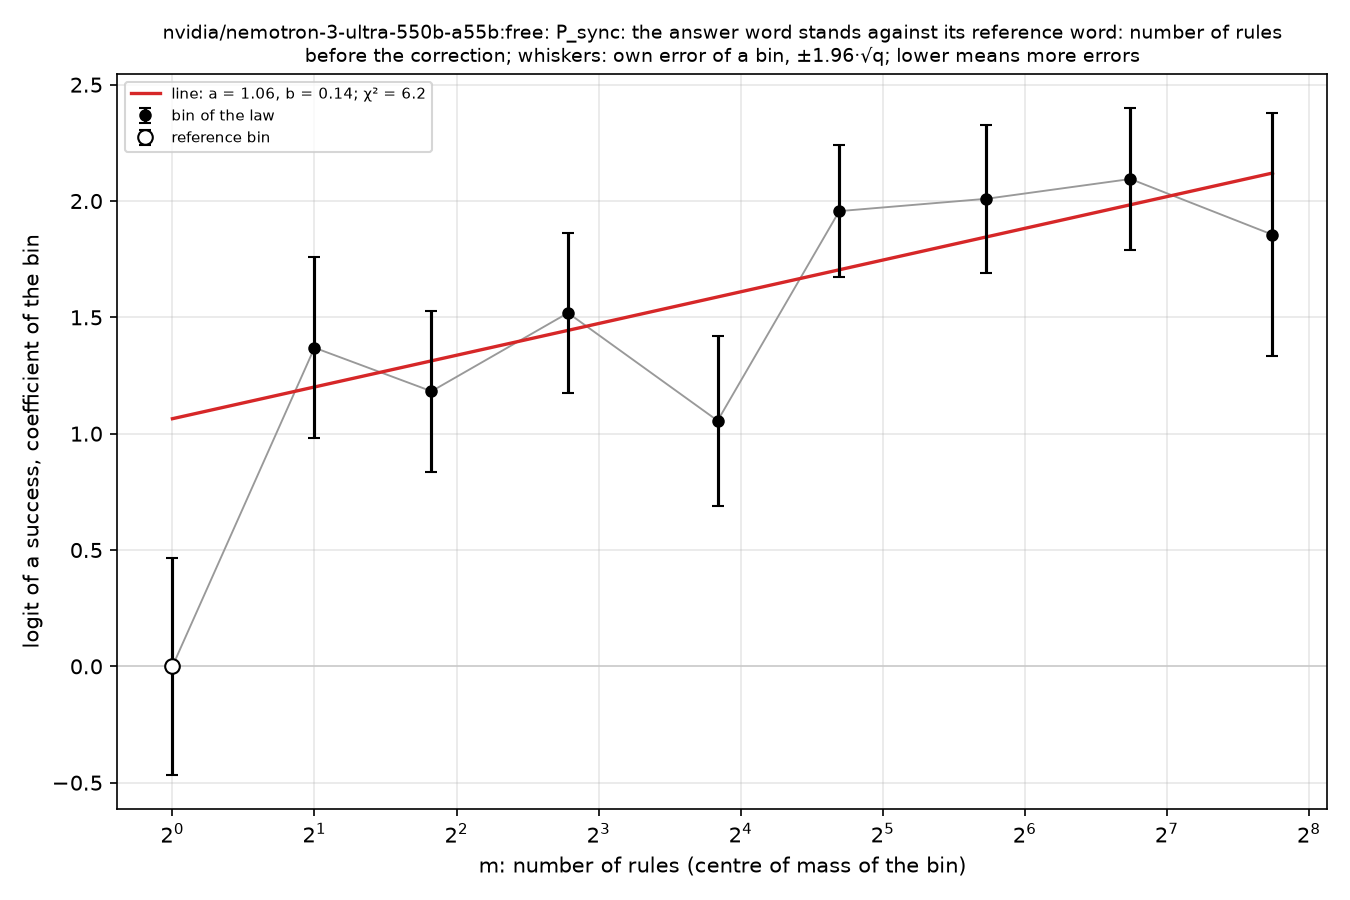 nvidia/nemotron-3-ultra-550b-a55b:free: P_sync: the answer word stands against its reference word: number of rules
before the correction; whiskers: own error of a bin, ±1.96·√q; lower means more errors
line: a = 1.06, b = 0.14; χ² = 6.2
bin of the law
reference bin
logit of a success, coefficient of the bin
2.5
2.0
1.5
1.0
0.5
0.0
−0.5
2⁰ 2¹ 2² 2³ 2⁴ 2⁵ 2⁶ 2⁷ 2⁸
m: number of rules (centre of mass of the bin)